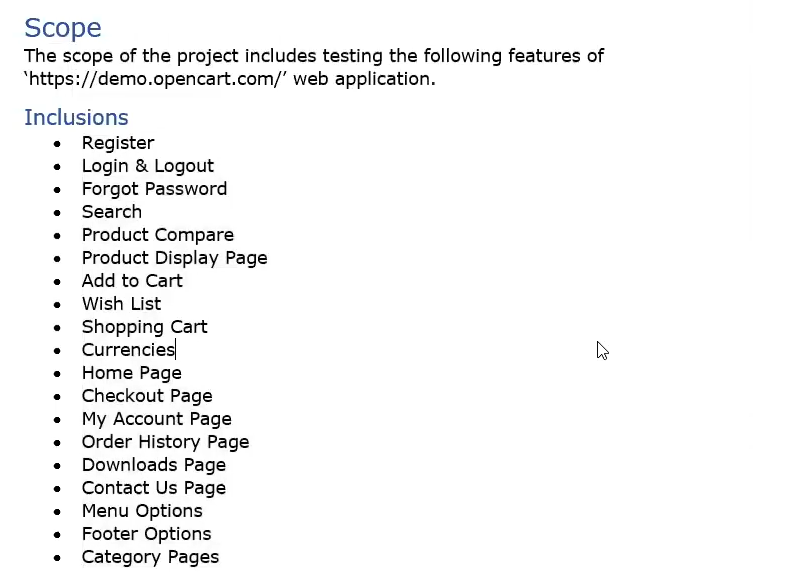 Scope
The scope of the project includes testing the following features of
‘https://demo.opencart.com/’ web application.
Inclusions
• Register
• Login & Logout
• Forgot Password
• Search
• Product Compare
• Product Display Page
• Add to Cart
• Wish List
• Shopping Cart
• Currencies
• Home Page
• Checkout Page
• My Account Page
• Order History Page
• Downloads Page
• Contact Us Page
• Menu Options
• Footer Options
• Category Pages